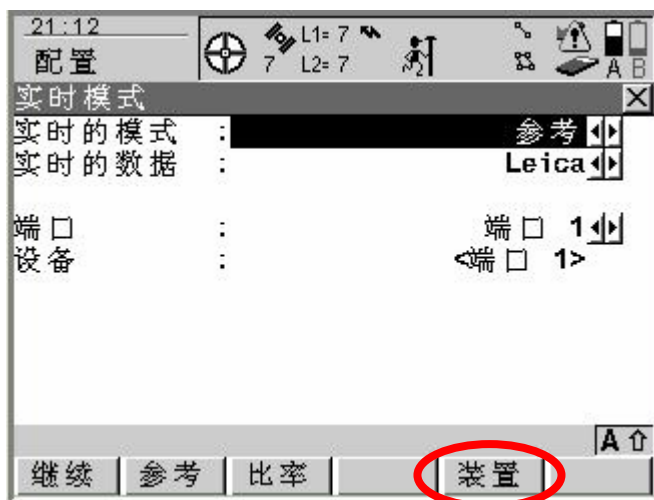 21:12
配置
L1= 7
7 L2= 7
A B
实时模式
实时的模式 : 参考
实时的数据 : Leica
端口 : 端口 1
设备 : <端口 1>
A
继续 参考 比率 装置